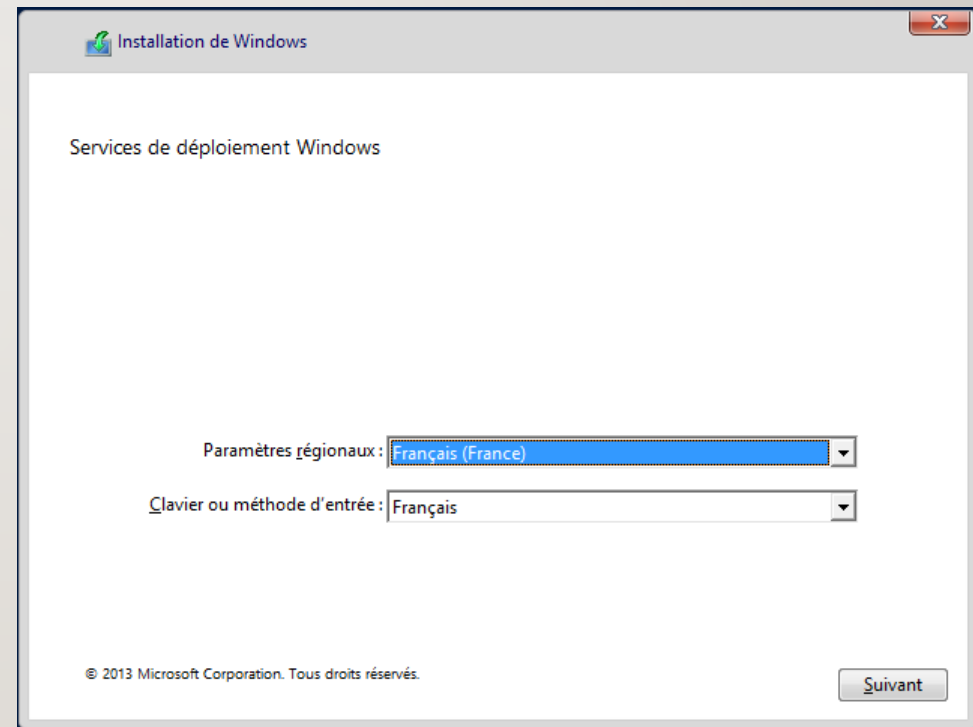 Installation de Windows
Services de déploiement Windows
Paramètres régionaux : Français (France)
Clavier ou méthode d'entrée : Français
© 2013 Microsoft Corporation. Tous droits réservés.
Suivant